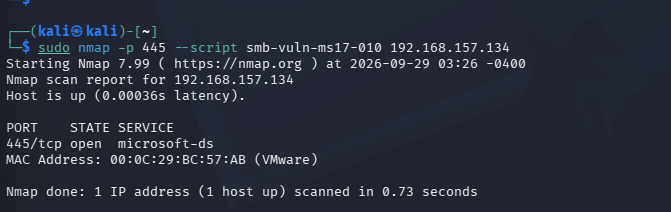 ┌──(kali㉿kali)-[~]
└─$ sudo nmap -p 445 --script smb-vuln-ms17-010 192.168.157.134
Starting Nmap 7.99 ( https://nmap.org ) at 2026-09-29 03:26 -0400
Nmap scan report for 192.168.157.134
Host is up (0.00036s latency).
PORT    STATE SERVICE
445/tcp open  microsoft-ds
MAC Address: 00:0C:29:BC:57:AB (VMware)
Nmap done: 1 IP address (1 host up) scanned in 0.73 seconds